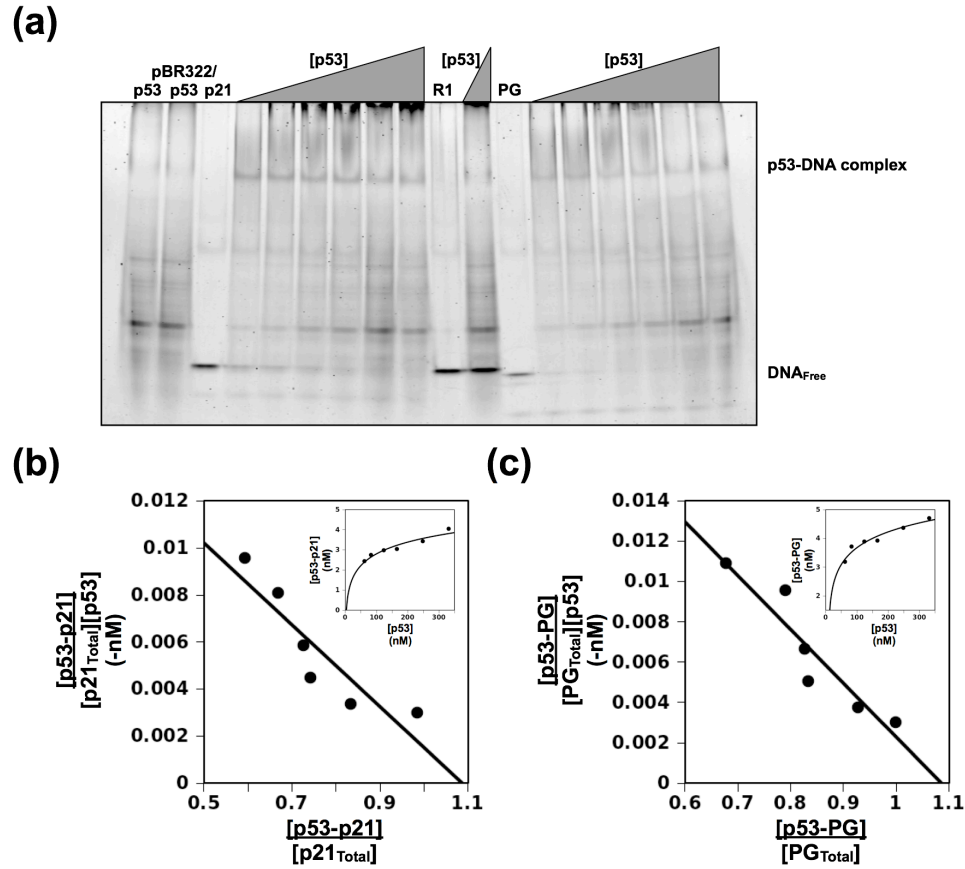 (a)
pBR322/
p53 p53 p21
[p53]
R1
[p53]
PG
[p53]
p53-DNA complex
DNAFree
(b)
[p53-p21]
[p21Total][p53]
(-nM)
0.012
0.01
0.008
0.006
0.004
0.002
0
0.5 0.7 0.9 1.1
[p53-p21]
[p21Total]
[p53-p21]
(nM)
5
4
3
2
1
0
0 100 200 300
[p53]
(nM)
(c)
[p53-PG]
[PGTotal][p53]
(-nM)
0.014
0.012
0.01
0.008
0.006
0.004
0.002
0
0.6 0.7 0.8 0.9 1 1.1
[p53-PG]
[PGTotal]
[p53-PG]
(nM)
5
4
3
2
0 100 200 300
[p53]
(nM)